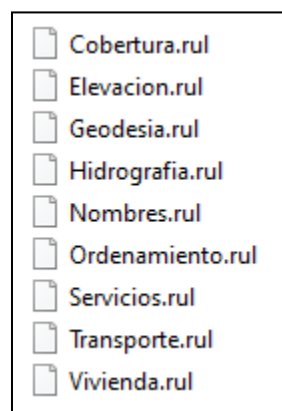 Cobertura.rul
Elevacion.rul
Geodesia.rul
Hidrografia.rul
Nombres.rul
Ordenamiento.rul
Servicios.rul
Transporte.rul
Vivienda.rul